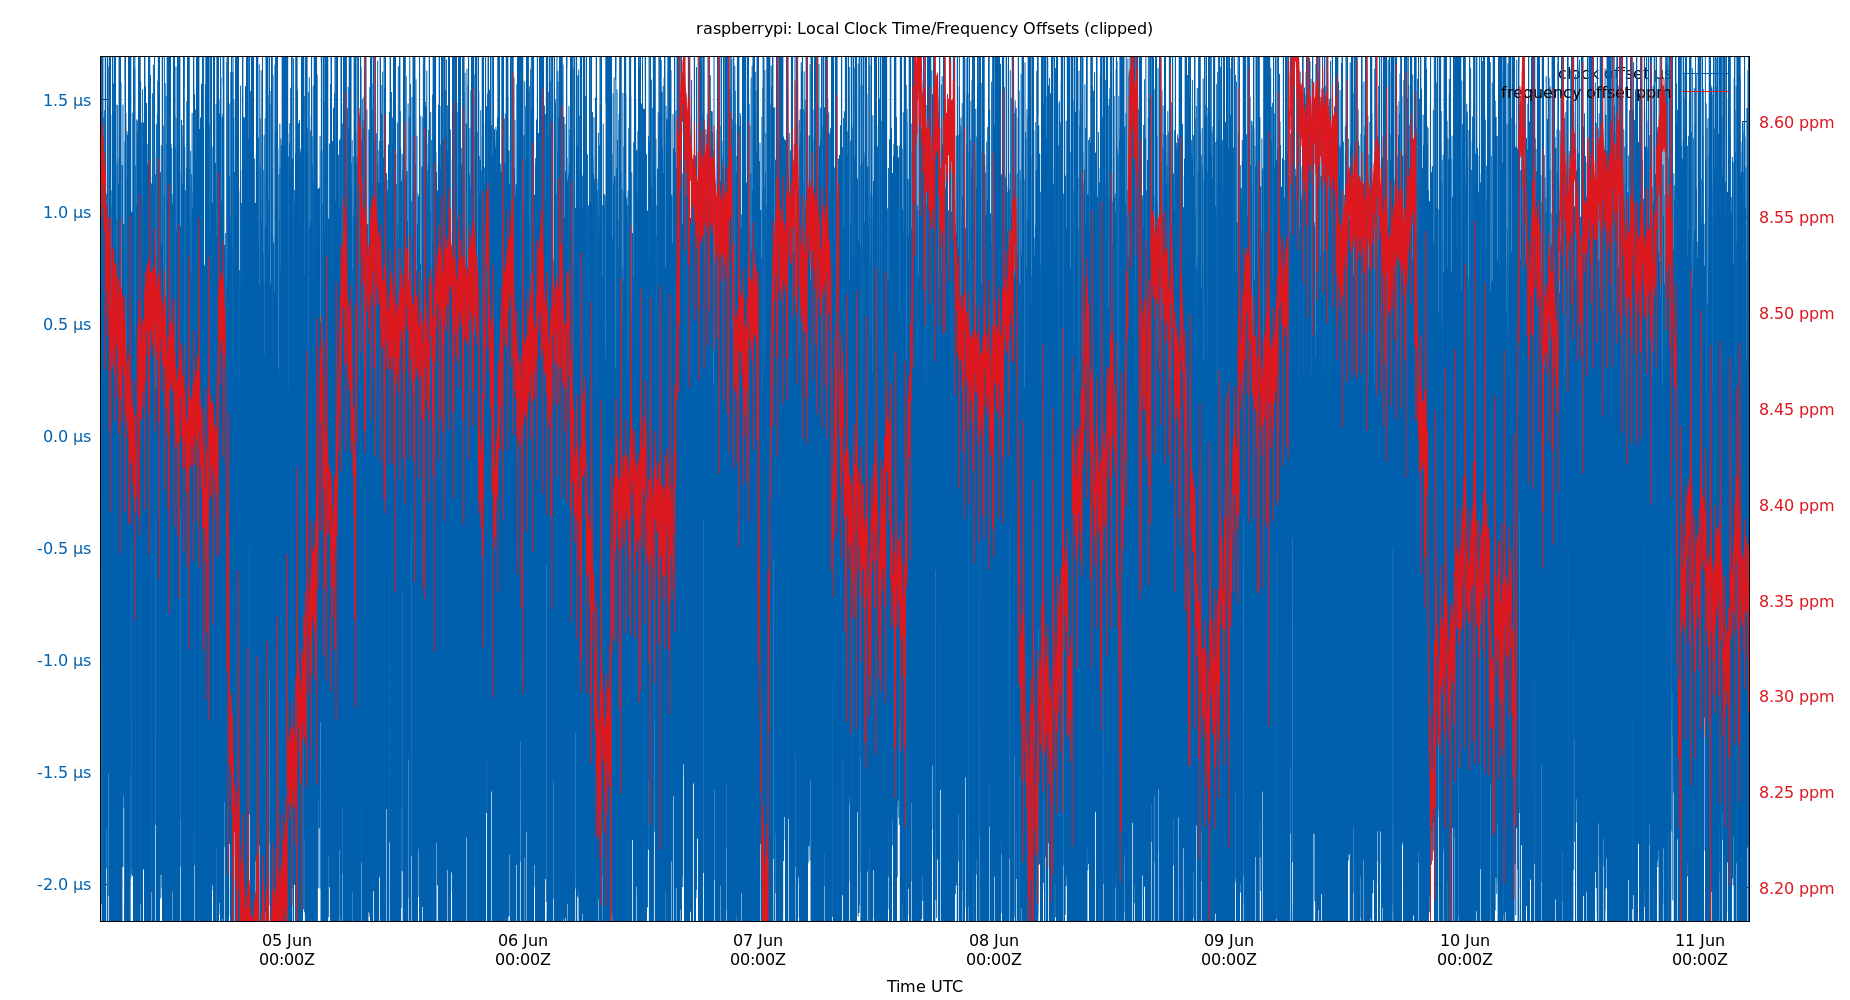 raspberrypi: Local Clock Time/Frequency Offsets (clipped)
clock offset µs
frequency offset ppm
1.5 µs
1.0 µs
0.5 µs
0.0 µs
-0.5 µs
-1.0 µs
-1.5 µs
-2.0 µs
8.60 ppm
8.55 ppm
8.50 ppm
8.45 ppm
8.40 ppm
8.35 ppm
8.30 ppm
8.25 ppm
8.20 ppm
05 Jun 06 Jun 07 Jun 08 Jun 09 Jun 10 Jun 11 Jun
00:00Z 00:00Z 00:00Z 00:00Z 00:00Z 00:00Z 00:00Z
Time UTC